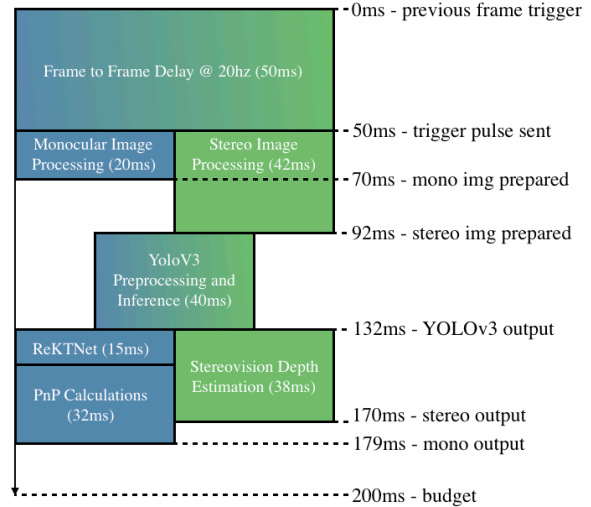 0ms - previous frame trigger
Frame to Frame Delay @ 20hz (50ms)
50ms - trigger pulse sent
Monocular Image
Processing (20ms)
Stereo Image
Processing (42ms)
70ms - mono img prepared
92ms - stereo img prepared
YoloV3
Preprocessing and
Inference (40ms)
132ms - YOLOv3 output
ReKTNet (15ms)
PnP Calculations
(32ms)
Stereovision Depth
Estimation (38ms)
170ms - stereo output
179ms - mono output
200ms - budget